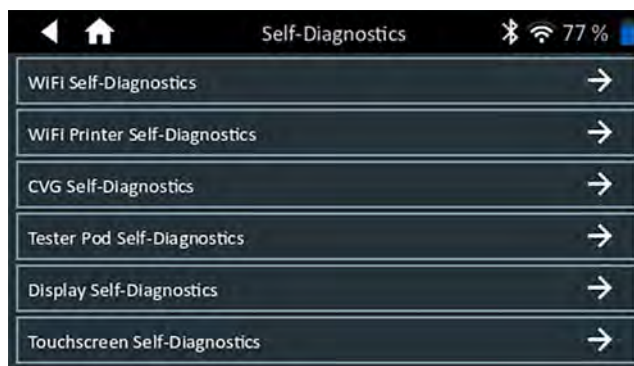 Self-Diagnostics 77 %
WiFi Self-Diagnostics
WiFi Printer Self-Diagnostics
CVG Self-Diagnostics
Tester Pod Self-Diagnostics
Display Self-Diagnostics
Touchscreen Self-Diagnostics